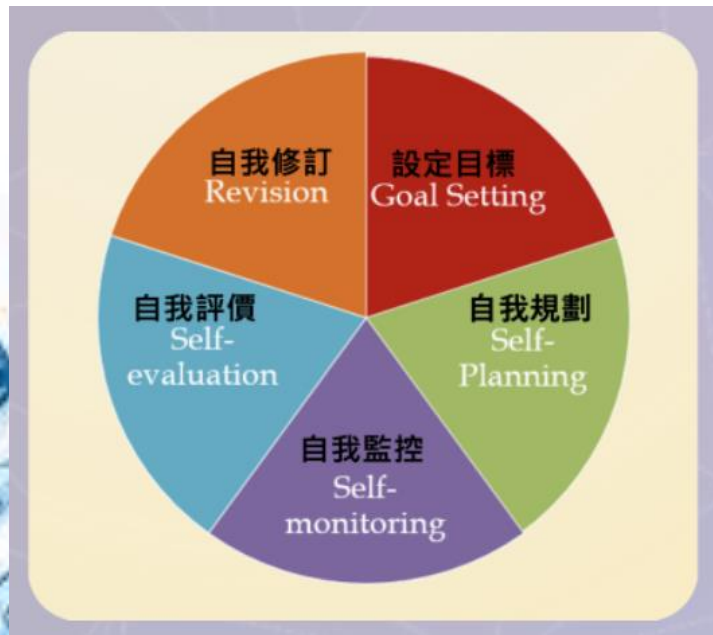 設定目標
Goal Setting
自我規劃
Self-
Planning
自我監控
Self-
monitoring
自我評價
Self-
evaluation
自我修訂
Revision